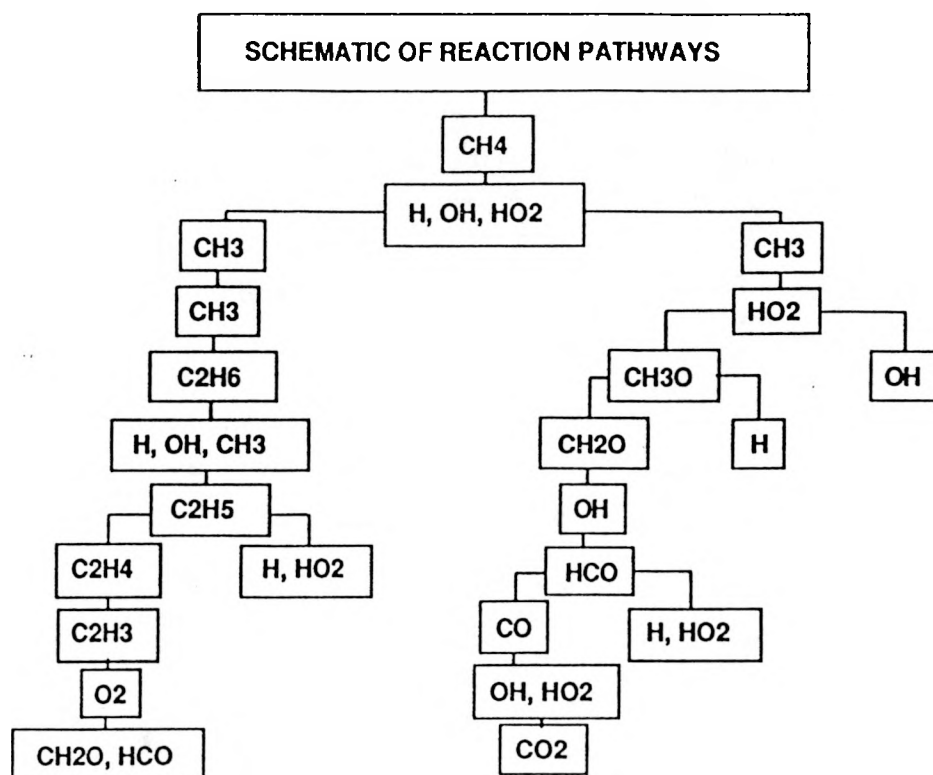 SCHEMATIC OF REACTION PATHWAYS
CH4
H, OH, HO2
CH3
CH3
CH3
HO2
C2H6
CH3O
OH
H, OH, CH3
CH2O
H
C2H5
OH
C2H4
H, HO2
HCO
C2H3
CO
H, HO2
O2
OH, HO2
CH2O, HCO
CO2